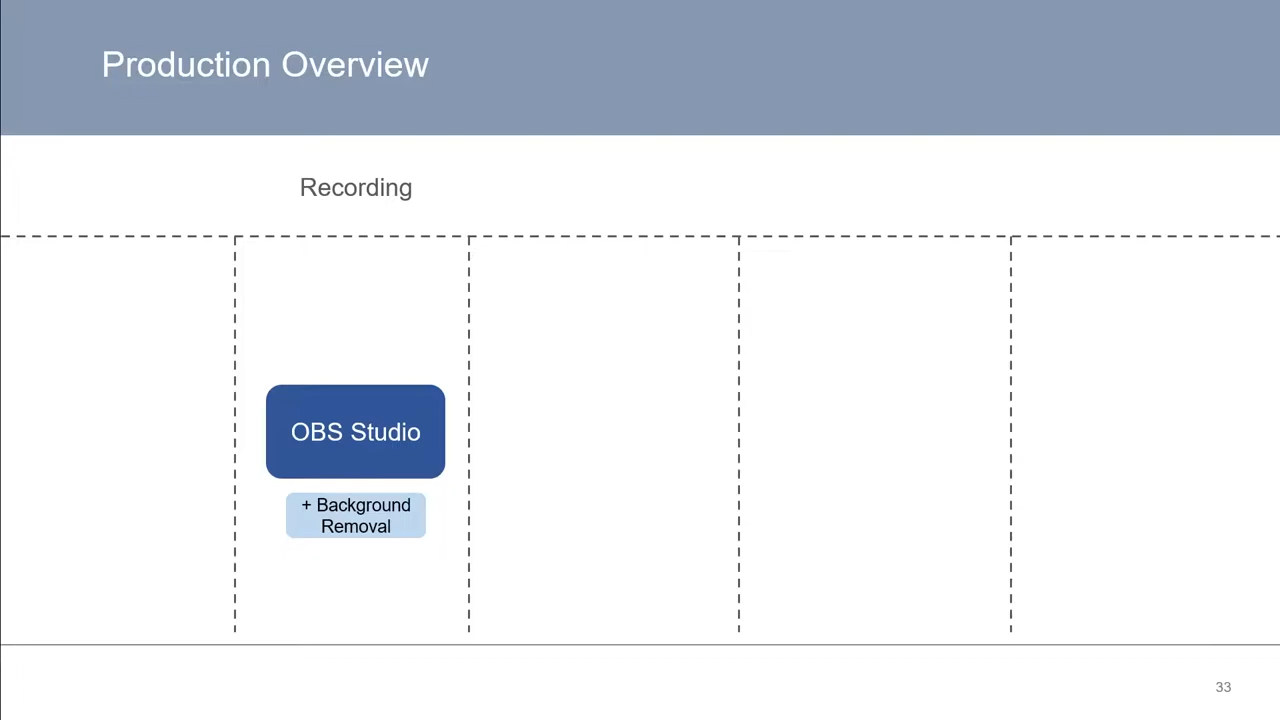 Production Overview
Recording
OBS Studio
+ Background
Removal
33